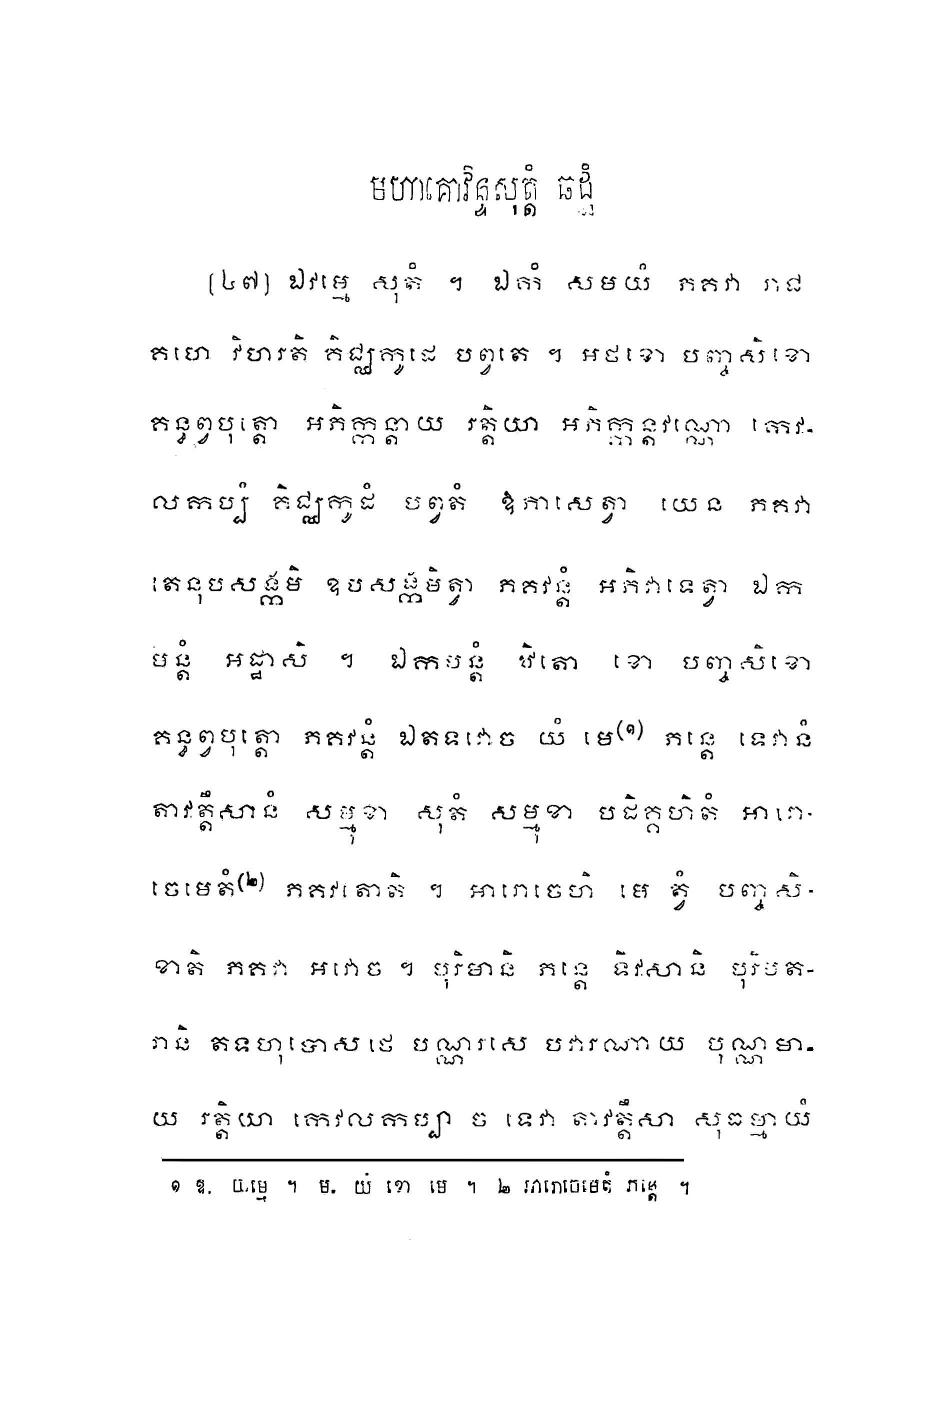 មហាគោវិន្ទសុត្តំ ឆដ្ឋំ
(៤៧) ឯវម្មេ សុតំ ។ ឯកំ សមយំ ភគវា រាជ
គហេ វិហរតិ គិជ្ឈកូដេ បព្វតេ ។ អថខោ បញ្ចសិខោ
គន្ធព្វបុត្តោ អភិក្កន្តាយ រត្តិយា អភិក្កន្តវណ្ណោ កេវ-
លកប្បំ គិជ្ឈកូដំ បព្វតំ ឱភាសេត្វា យេន ភគវា
តេនុបសង្កមិ ឧបសង្កមិត្វា ភគវន្តំ អភិវាទេត្វា ឯក
មន្តំ អដ្ឋាសិ ។ ឯកមន្តំ ឋិតោ ខោ បញ្ចសិខោ
គន្ធព្វបុត្តោ ភគវន្តំ ឯតទវោច យំ មេ(១) ភន្តេ ទេវានំ
តាវត្តឹសានំ សម្មុខា សុតំ សម្មុខា បដិគ្គហិតំ អារោ-
ចេមេតំ(២) ភគវតោតិ ។ អារោចេហិ មេ ត្វំ បញ្ចសិ-
ខាតិ ភគវា អវោច ។ បុរិមានិ ភន្តេ ទិវសានិ បុរិមត-
រានិ តទហុបោសថេ បណ្ណរសេ បវារណាយ បុណ្ណមា-
យ រត្តិយា កេវលកប្បា ច ទេវា តាវត្តឹសា សុធម្មាយំ
១ ឱ. យម្មេ ។ ម. យំ ខោ មេ ។ ២ អារោចេមេតំ ភន្តេ ។